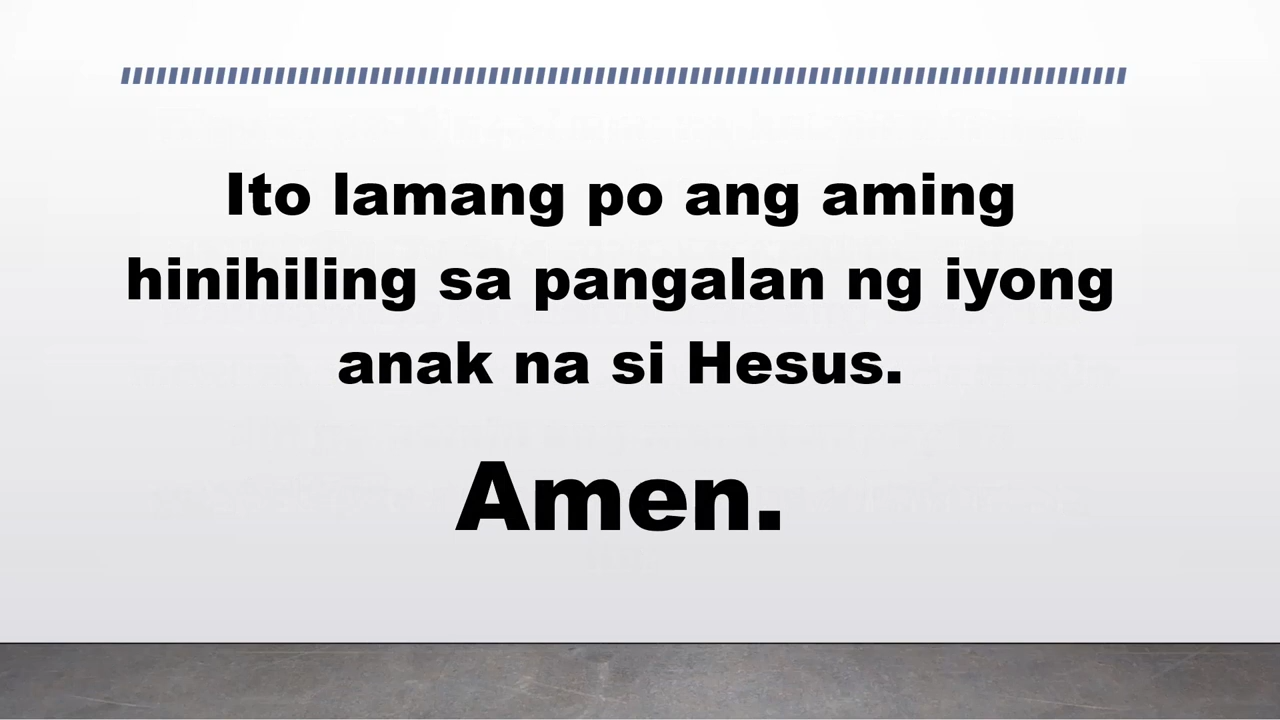 Ito lamang po ang aming
hinihiling sa pangalan ng iyong
anak na si Hesus.
Amen.